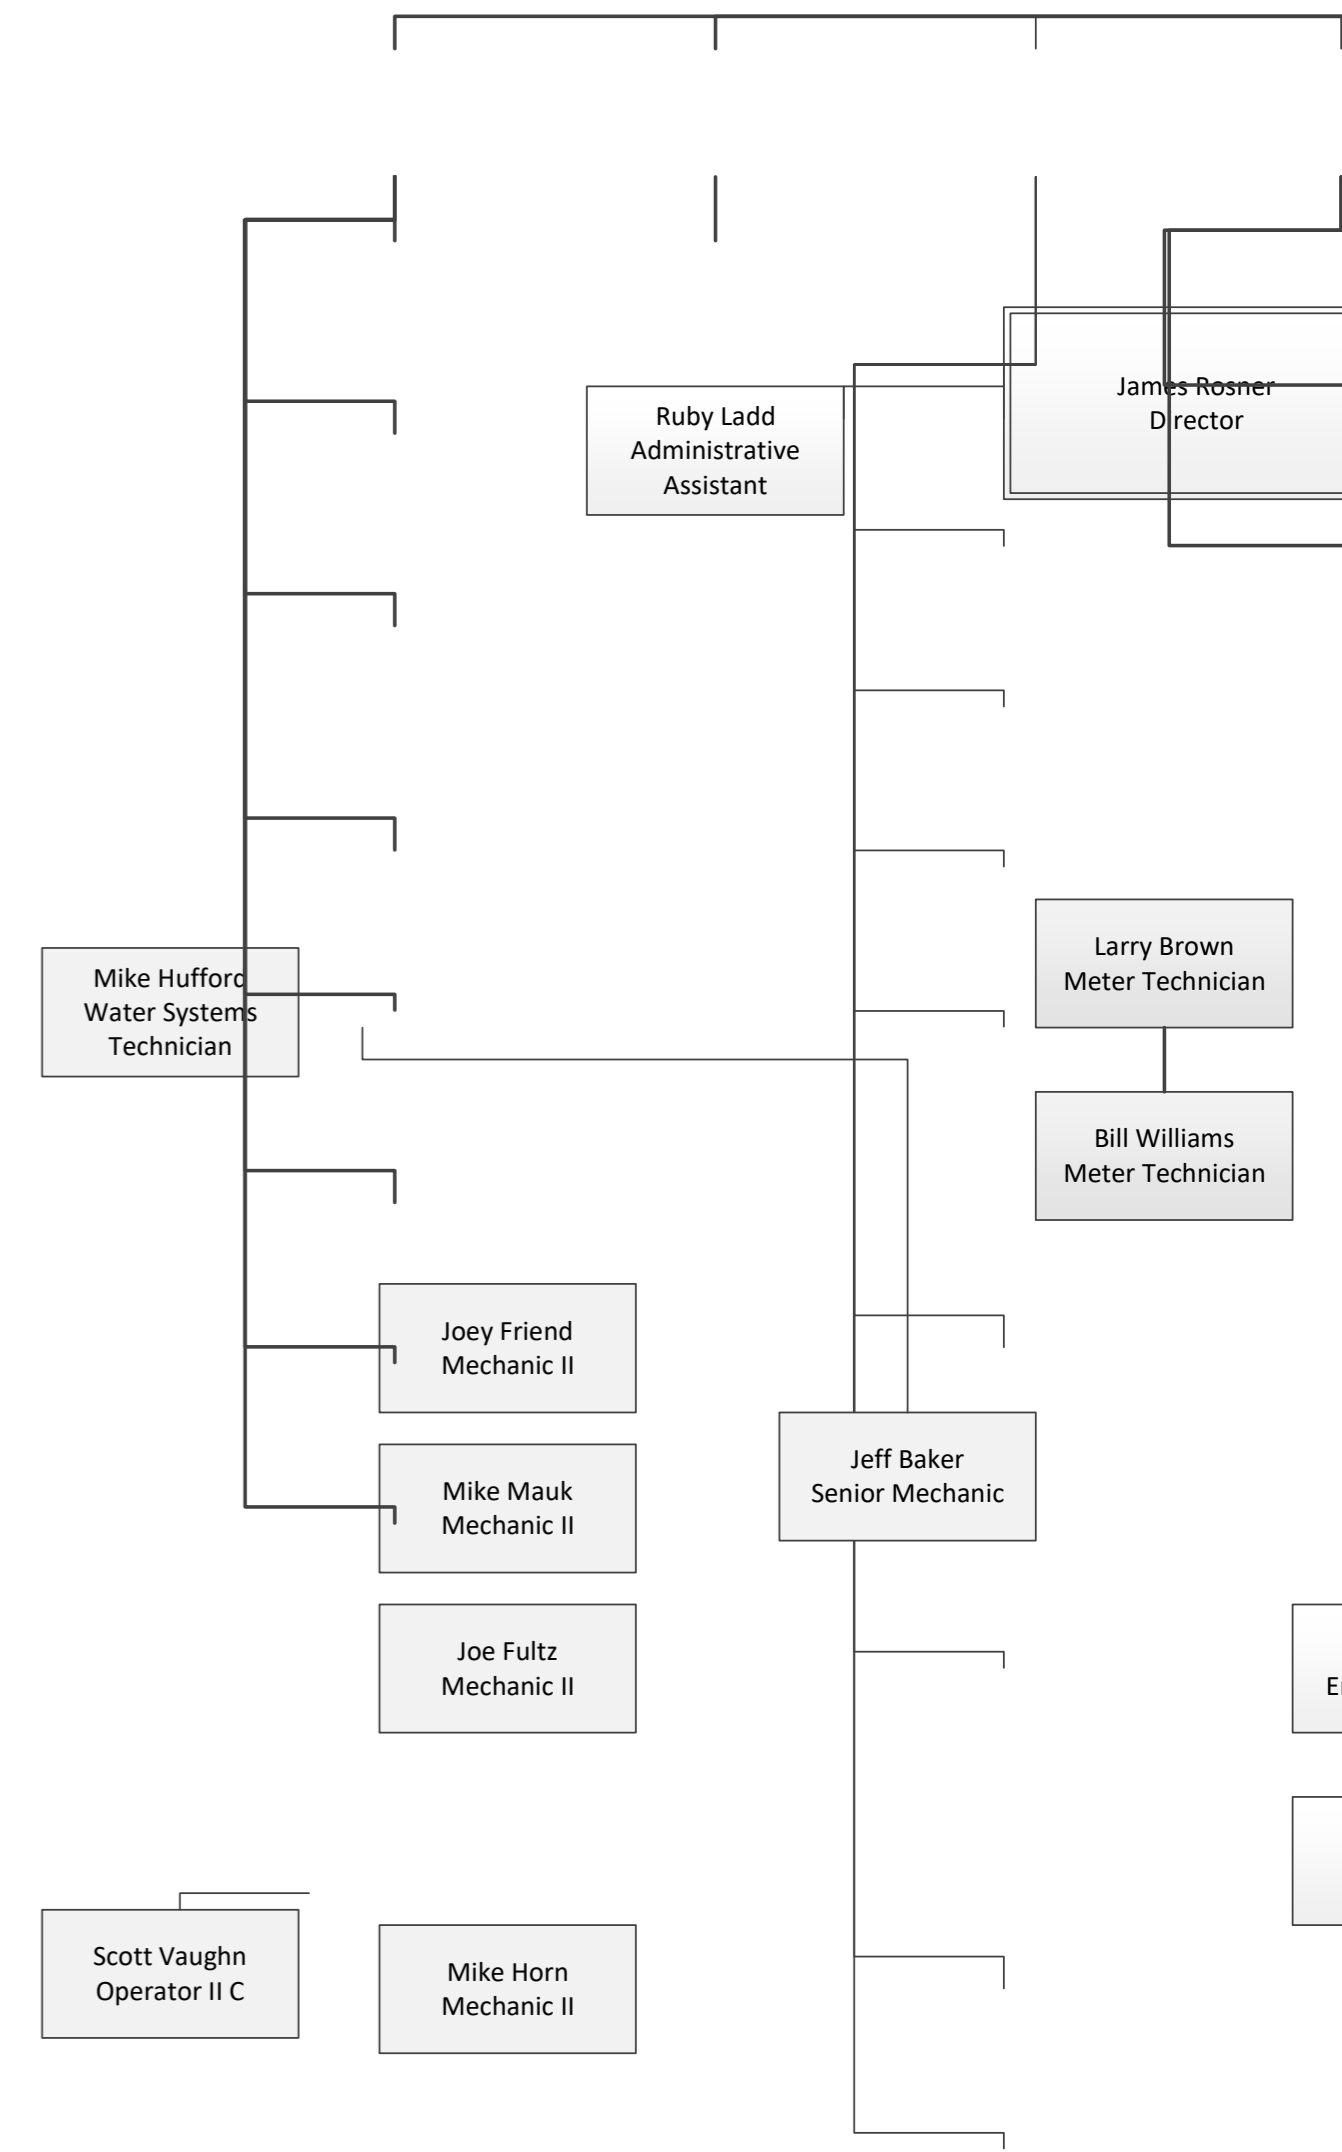 James Rosner
Director
Ruby Ladd
Administrative
Assistant
Larry Brown
Meter Technician
Mike Hufford
Water Systems
Technician
Bill Williams
Meter Technician
Joey Friend
Mechanic II
Jeff Baker
Senior Mechanic
Mike Mauk
Mechanic II
Joe Fultz
Mechanic II
Scott Vaughn
Operator II C
Mike Horn
Mechanic II